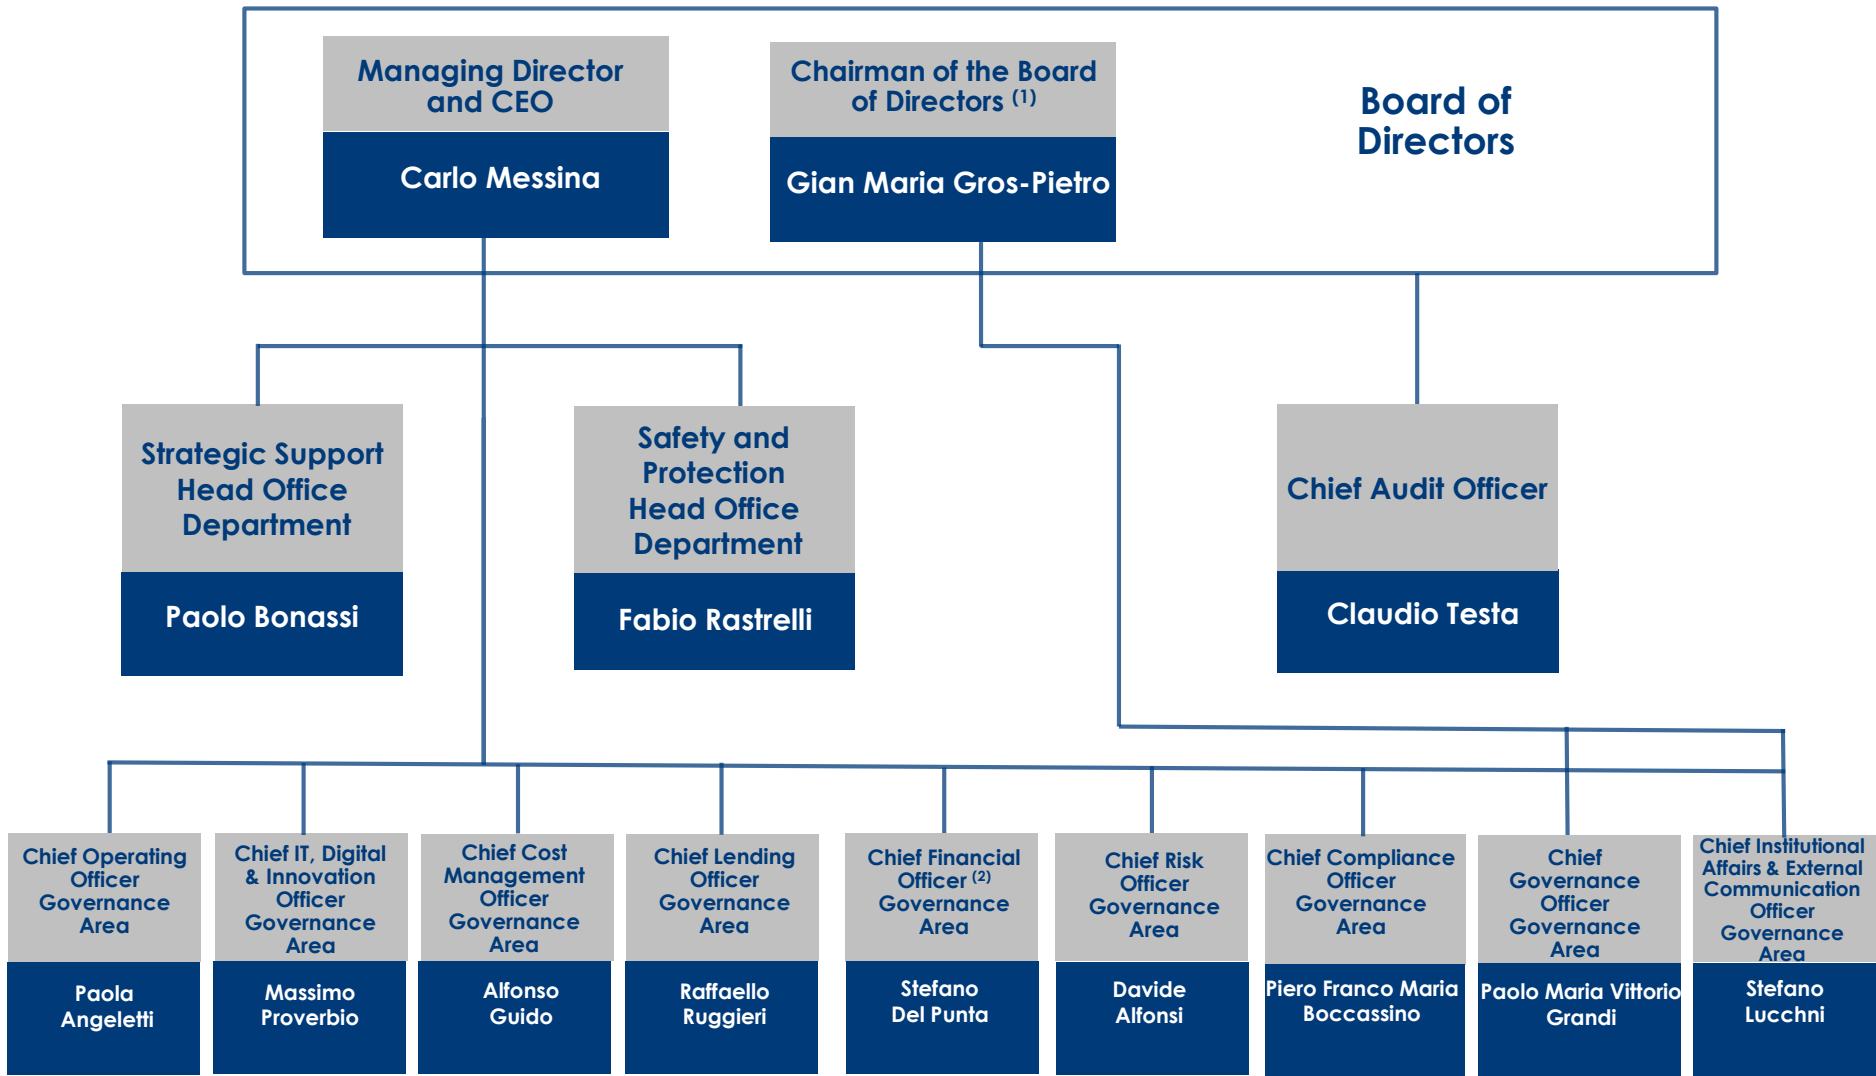 Managing Director
and CEO
Carlo Messina
Chairman of the Board
of Directors (1)
Gian Maria Gros-Pietro
Board of
Directors
Strategic Support
Head Office
Department
Paolo Bonassi
Safety and
Protection
Head Office
Department
Fabio Rastrelli
Chief Audit Officer
Claudio Testa
Chief Operating
Officer
Governance
Area
Paola
Angeletti
Chief IT, Digital
& Innovation
Officer
Governance
Area
Massimo
Proverbio
Chief Cost
Management
Officer
Governance
Area
Alfonso
Guido
Chief Lending
Officer
Governance
Area
Raffaello
Ruggieri
Chief Financial
Officer (2)
Governance
Area
Stefano
Del Punta
Chief Risk
Officer
Governance
Area
Davide
Alfonsi
Chief Compliance
Officer
Governance
Area
Piero Franco Maria
Boccassino
Chief
Governance
Officer
Governance
Area
Paolo Maria Vittorio
Grandi
Chief Institutional
Affairs & External
Communication
Officer
Governance
Area
Stefano
Lucchni